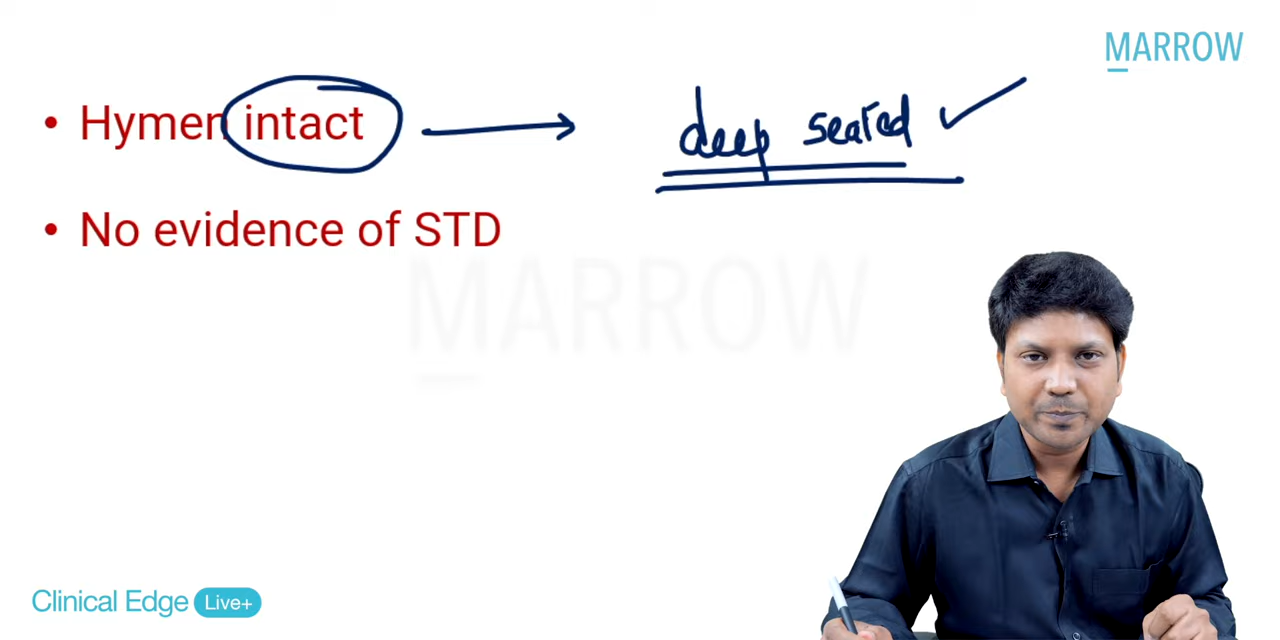 MARROW
• Hymen intact → deep seated ✓
• No evidence of STD
MARROW
Clinical Edge Live+